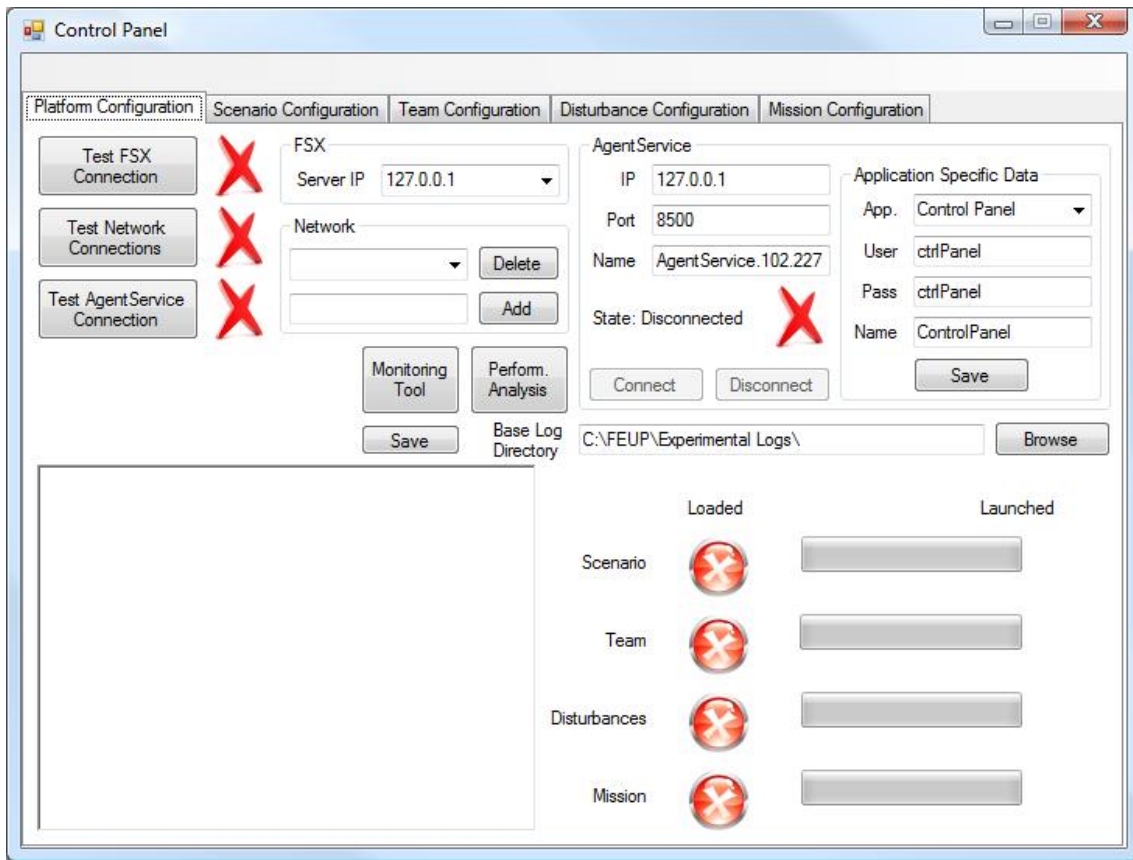 Control Panel
Platform Configuration
Scenario Configuration
Team Configuration
Disturbance Configuration
Mission Configuration
Test FSX
Connection
Test Network
Connections
Test AgentService
Connection
FSX
Server IP
127.0.0.1
Network
Delete
Add
Monitoring
Tool
Perform.
Analysis
Save
AgentService
IP
127.0.0.1
Port
8500
Name
AgentService.102.227
State: Disconnected
Connect
Disconnect
Application Specific Data
App.
Control Panel
User
ctrlPanel
Pass
ctrlPanel
Name
ControlPanel
Save
Base Log
Directory
C:\FEUP\Experimental Logs\
Browse
Loaded
Launched
Scenario
Team
Disturbances
Mission